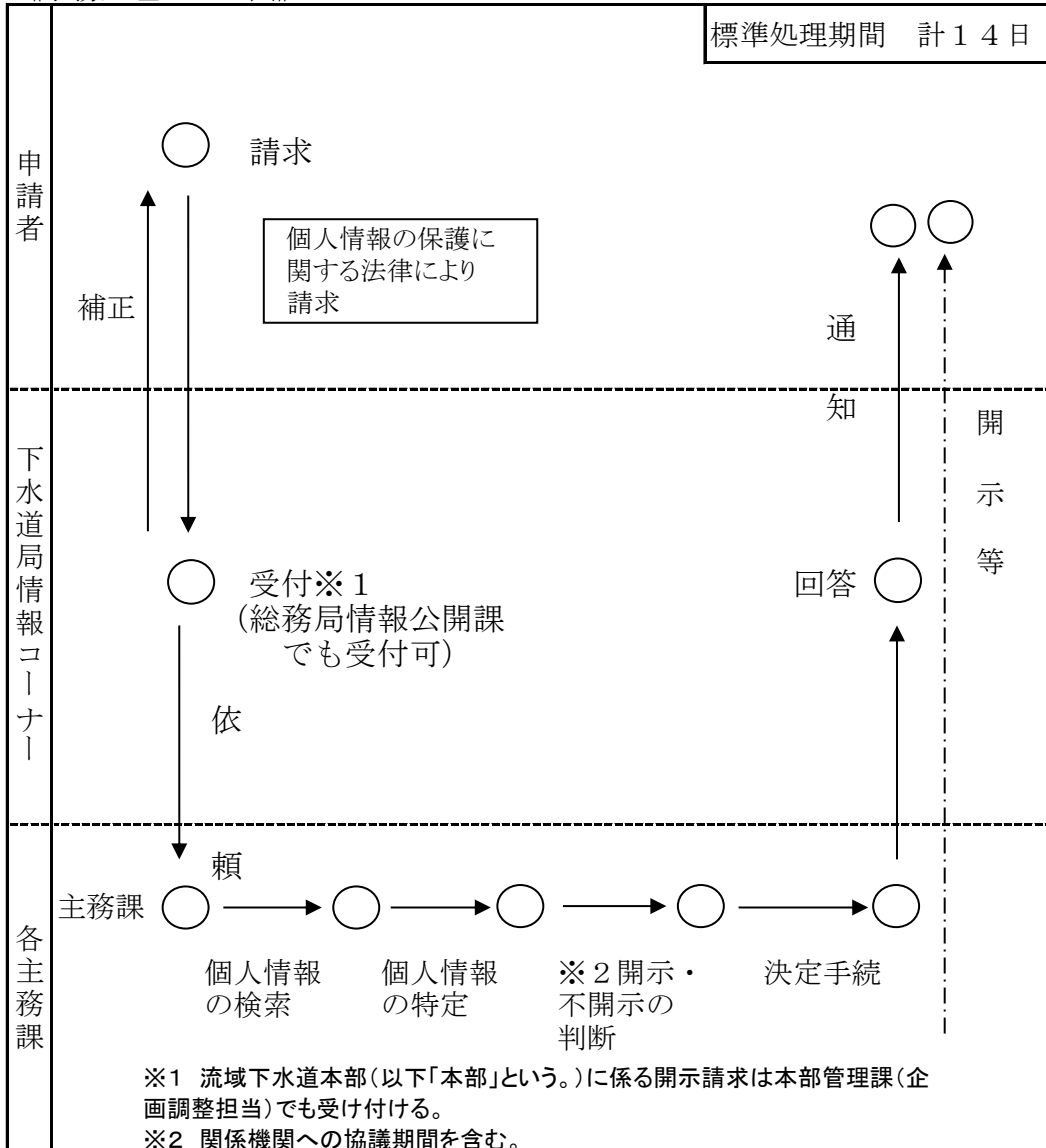 標準処理期間　計１４日
申請者
請求
個人情報の保護に
関する法律により
請求
補正
通知
開示等
下水道局情報コーナー
受付※１
（総務局情報公開課
でも受付可）
回答
依頼
各主務課
主務課
個人情報
の検索
個人情報
の特定
※２開示・
不開示の
判断
決定手続
※１　流域下水道本部（以下「本部」という。）に係る開示請求は本部管理課（企
画調整担当）でも受け付ける。
※２　関係機関への協議期間を含む。